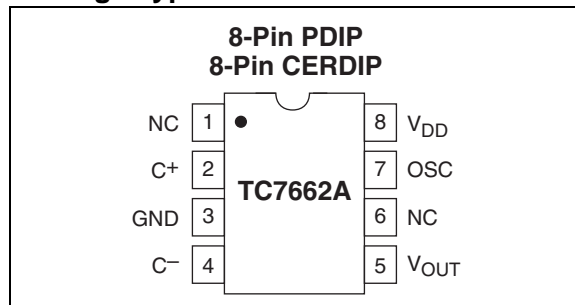 8-Pin PDIP
8-Pin CERDIP
NC 1 8 VDD
C+ 2 7 OSC
TC7662A
GND 3 6 NC
C– 4 5 VOUT